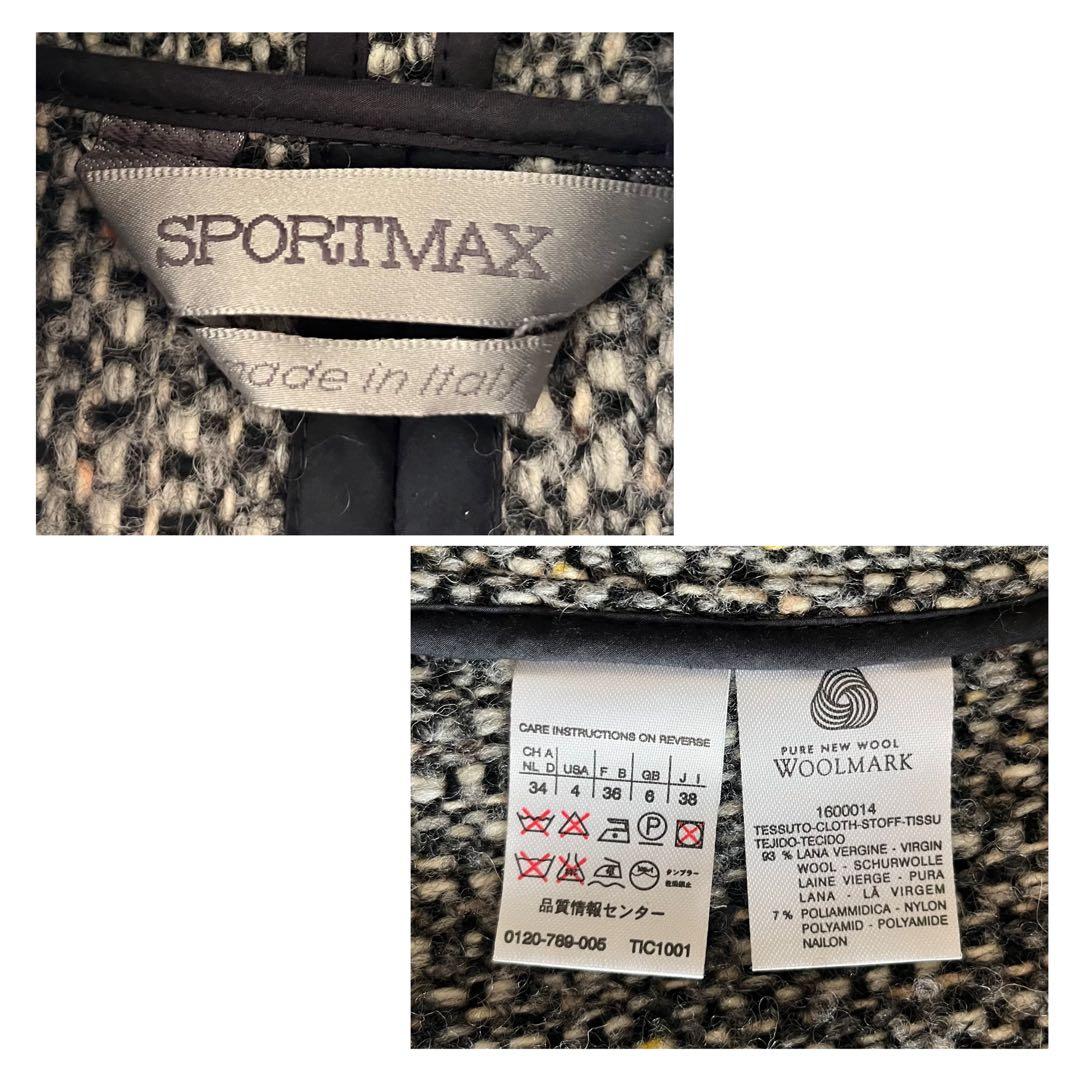 SPORTMAX
made in Italy
CARE INSTRUCTIONS ON REVERSE
CH A NL D USA F B GB J I
34 4 36 6 38
P
タンブラー
乾燥禁止
品質情報センター
0120-789-005 TIC1001
PURE NEW WOOL
WOOLMARK
1600014
TESSUTO-CLOTH-STOFF-TISSU
TEJIDO-TECIDO
93 % LANA VERGINE - VIRGIN
WOOL - SCHURWOLLE
LAINE VIERGE - PURA
LANA - LÃ VIRGEM
7 % POLIAMMIDICA - NYLON
POLYAMID - POLYAMIDE
NAILON